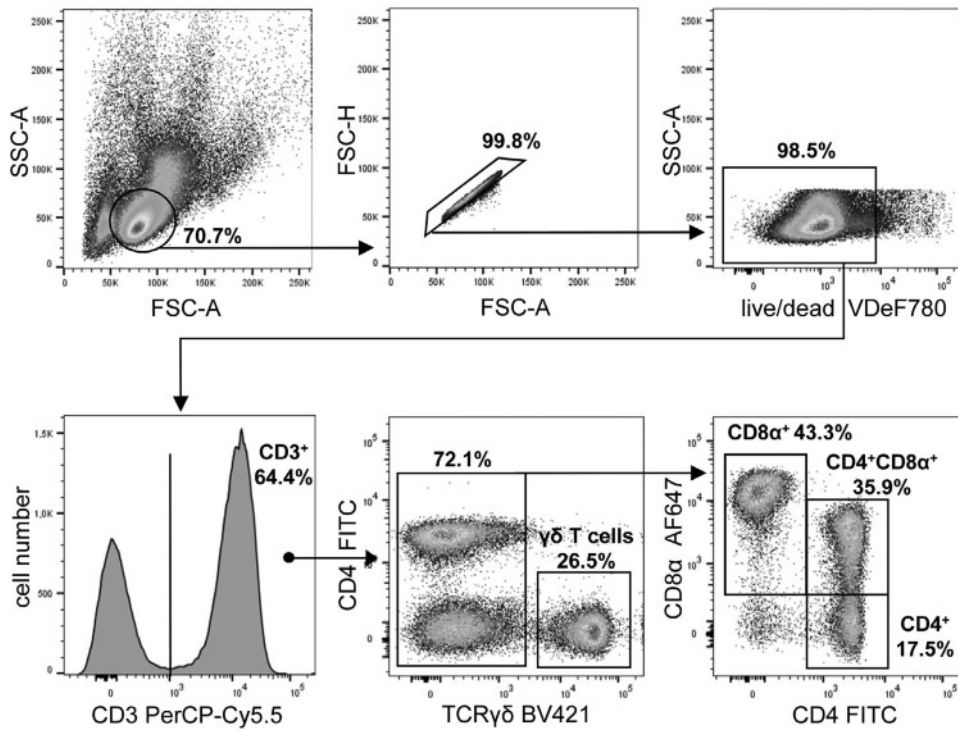 250K
200K
150K
100K
50K
0
SSC-A
70.7%
0
50K
100K
150K
200K
250K
FSC-A
250K
200K
150K
100K
50K
0
FSC-H
99.8%
0
50K
100K
150K
200K
250K
FSC-A
250K
200K
150K
100K
50K
0
SSC-A
98.5%
0
10³
10⁴
10⁵
live/dead VDeF780
1,5K
1,0K
500
0
cell number
CD3⁺
64.4%
0
10³
10⁴
10⁵
CD3 PerCP-Cy5.5
10⁵
10⁴
10³
0
CD4 FITC
72.1%
γδ T cells
26.5%
0
10³
10⁴
10⁵
TCRγδ BV421
10⁵
10⁴
10³
0
CD8α AF647
CD8α⁺ 43.3%
CD4⁺CD8α⁺
35.9%
CD4⁺
17.5%
0
10³
10⁴
10⁵
CD4 FITC